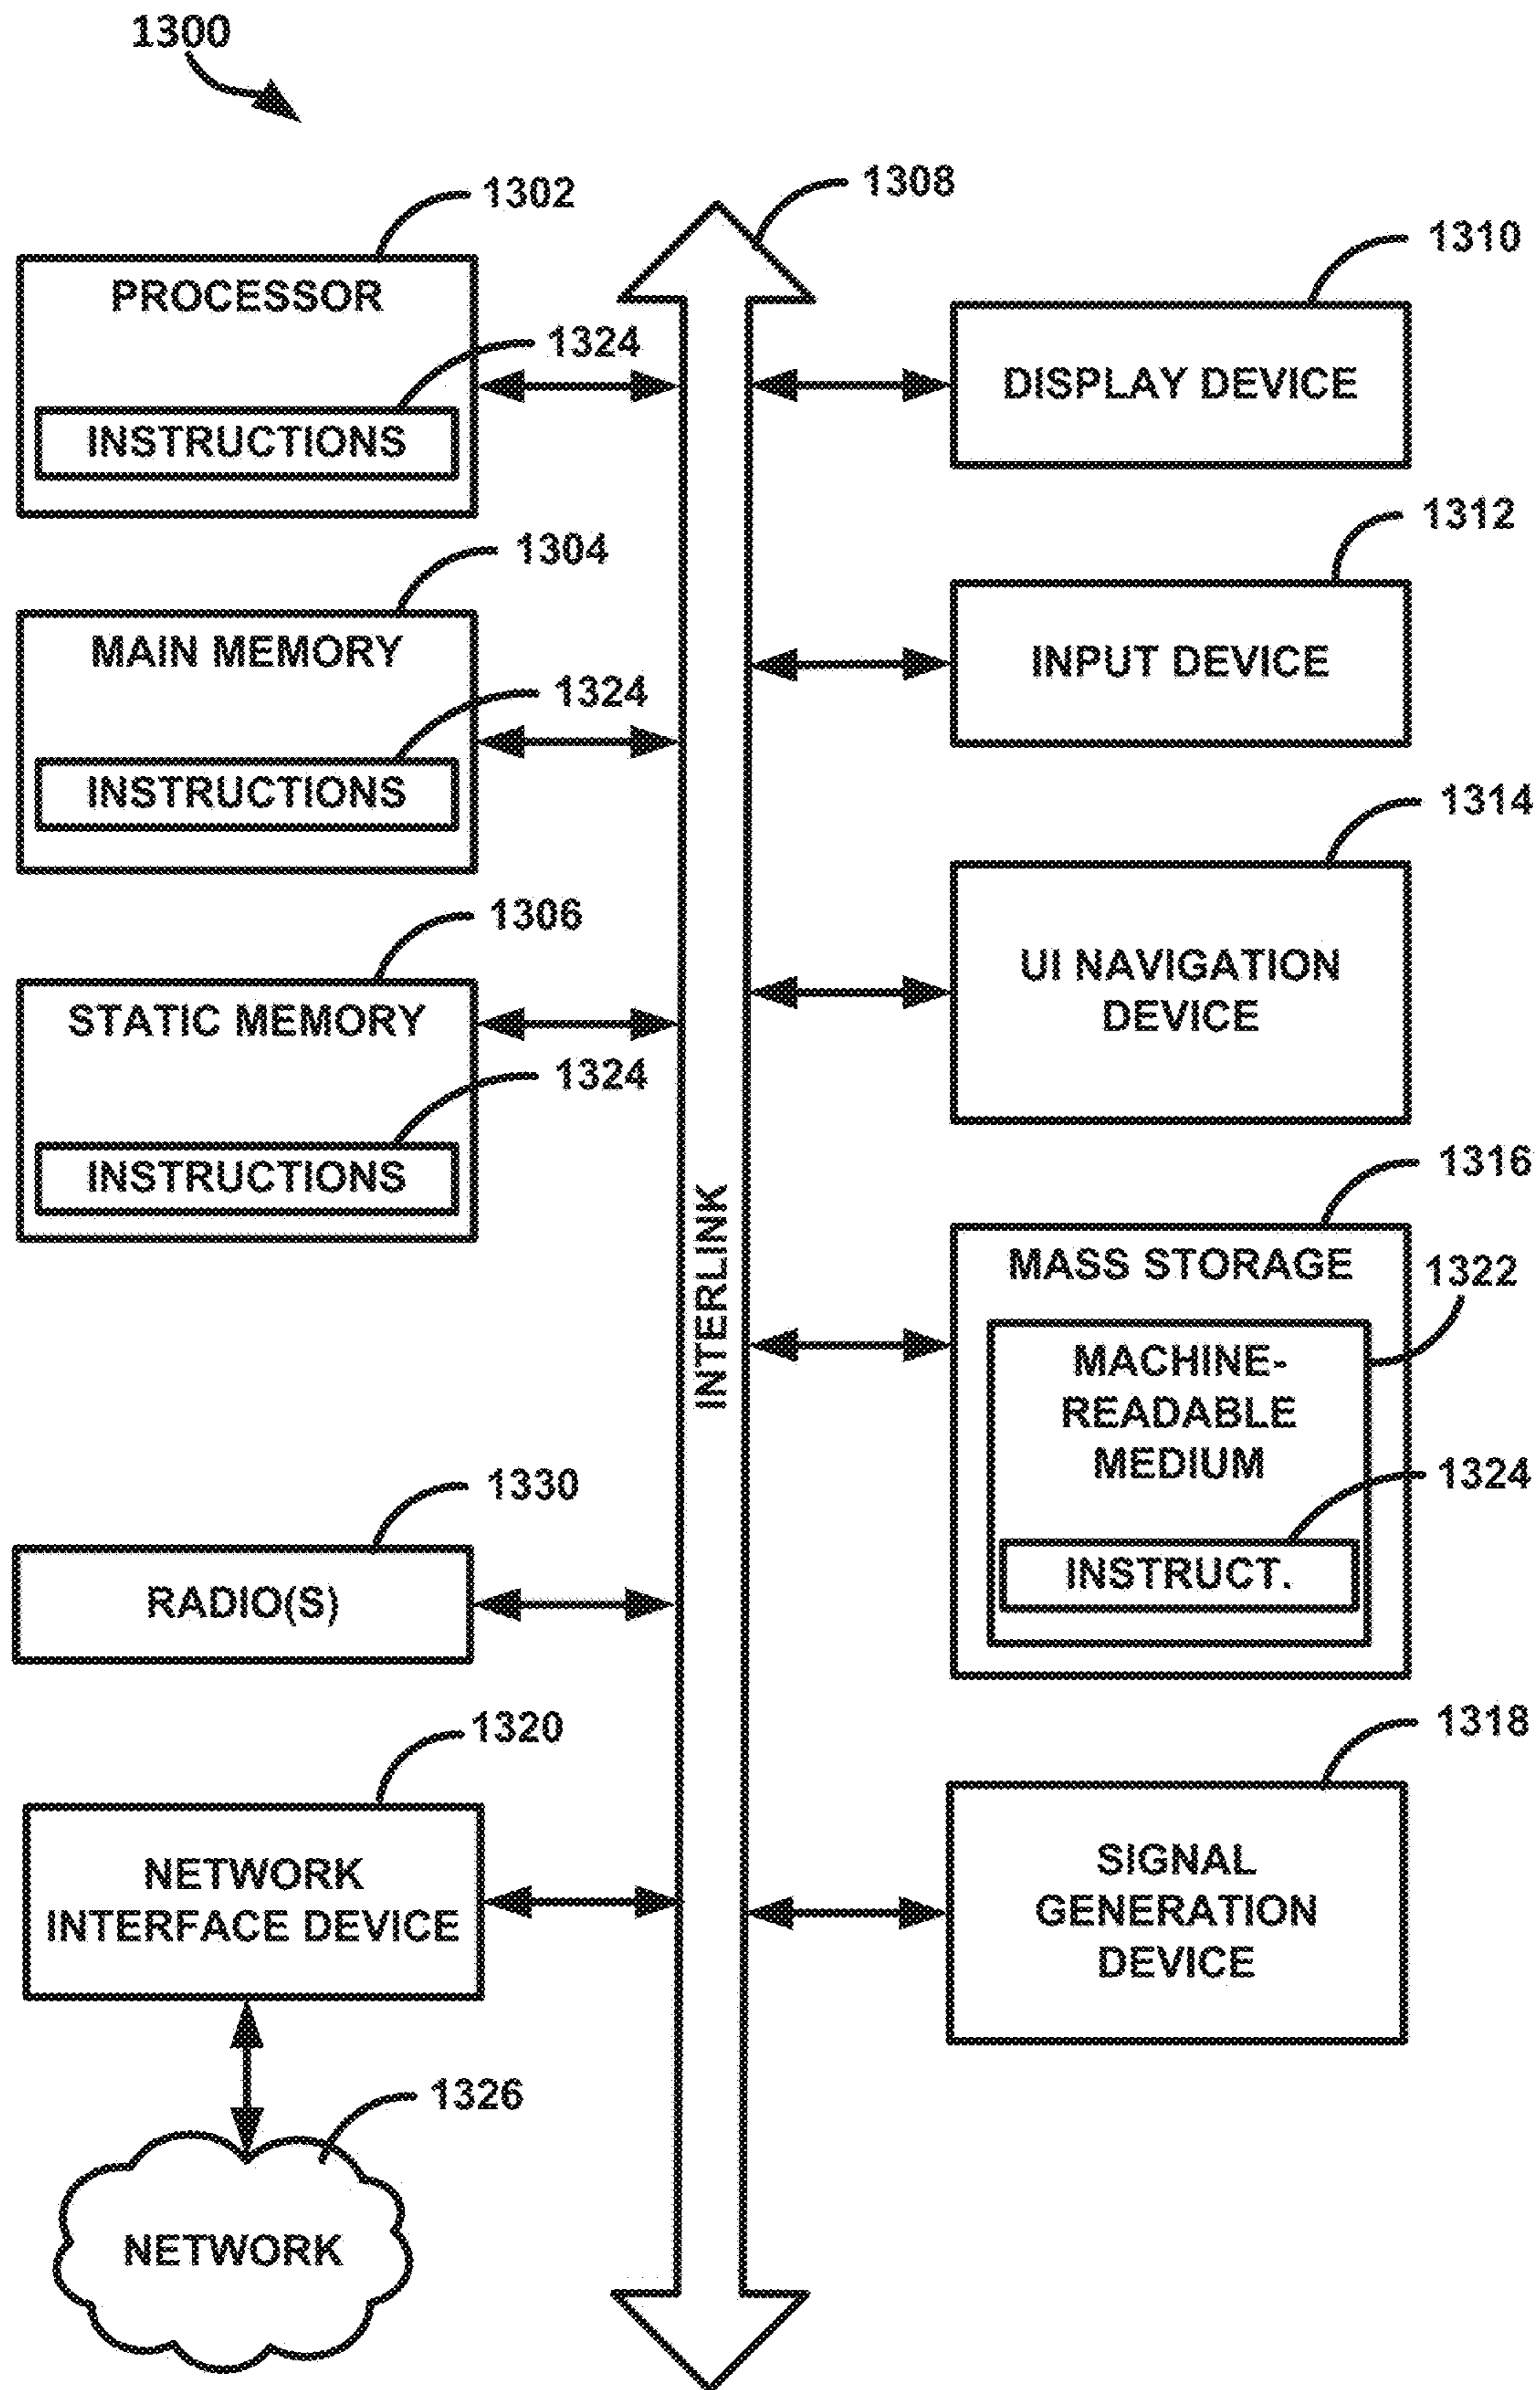 1300
1302
PROCESSOR
1324
INSTRUCTIONS
1304
MAIN MEMORY
1324
INSTRUCTIONS
1306
STATIC MEMORY
1324
INSTRUCTIONS
1330
RADIO(S)
1320
NETWORK
INTERFACE DEVICE
1326
NETWORK
1308
INTERLINK
1310
DISPLAY DEVICE
1312
INPUT DEVICE
1314
UI NAVIGATION
DEVICE
1316
MASS STORAGE
1322
MACHINE-
READABLE
MEDIUM
1324
INSTRUCT.
1318
SIGNAL
GENERATION
DEVICE